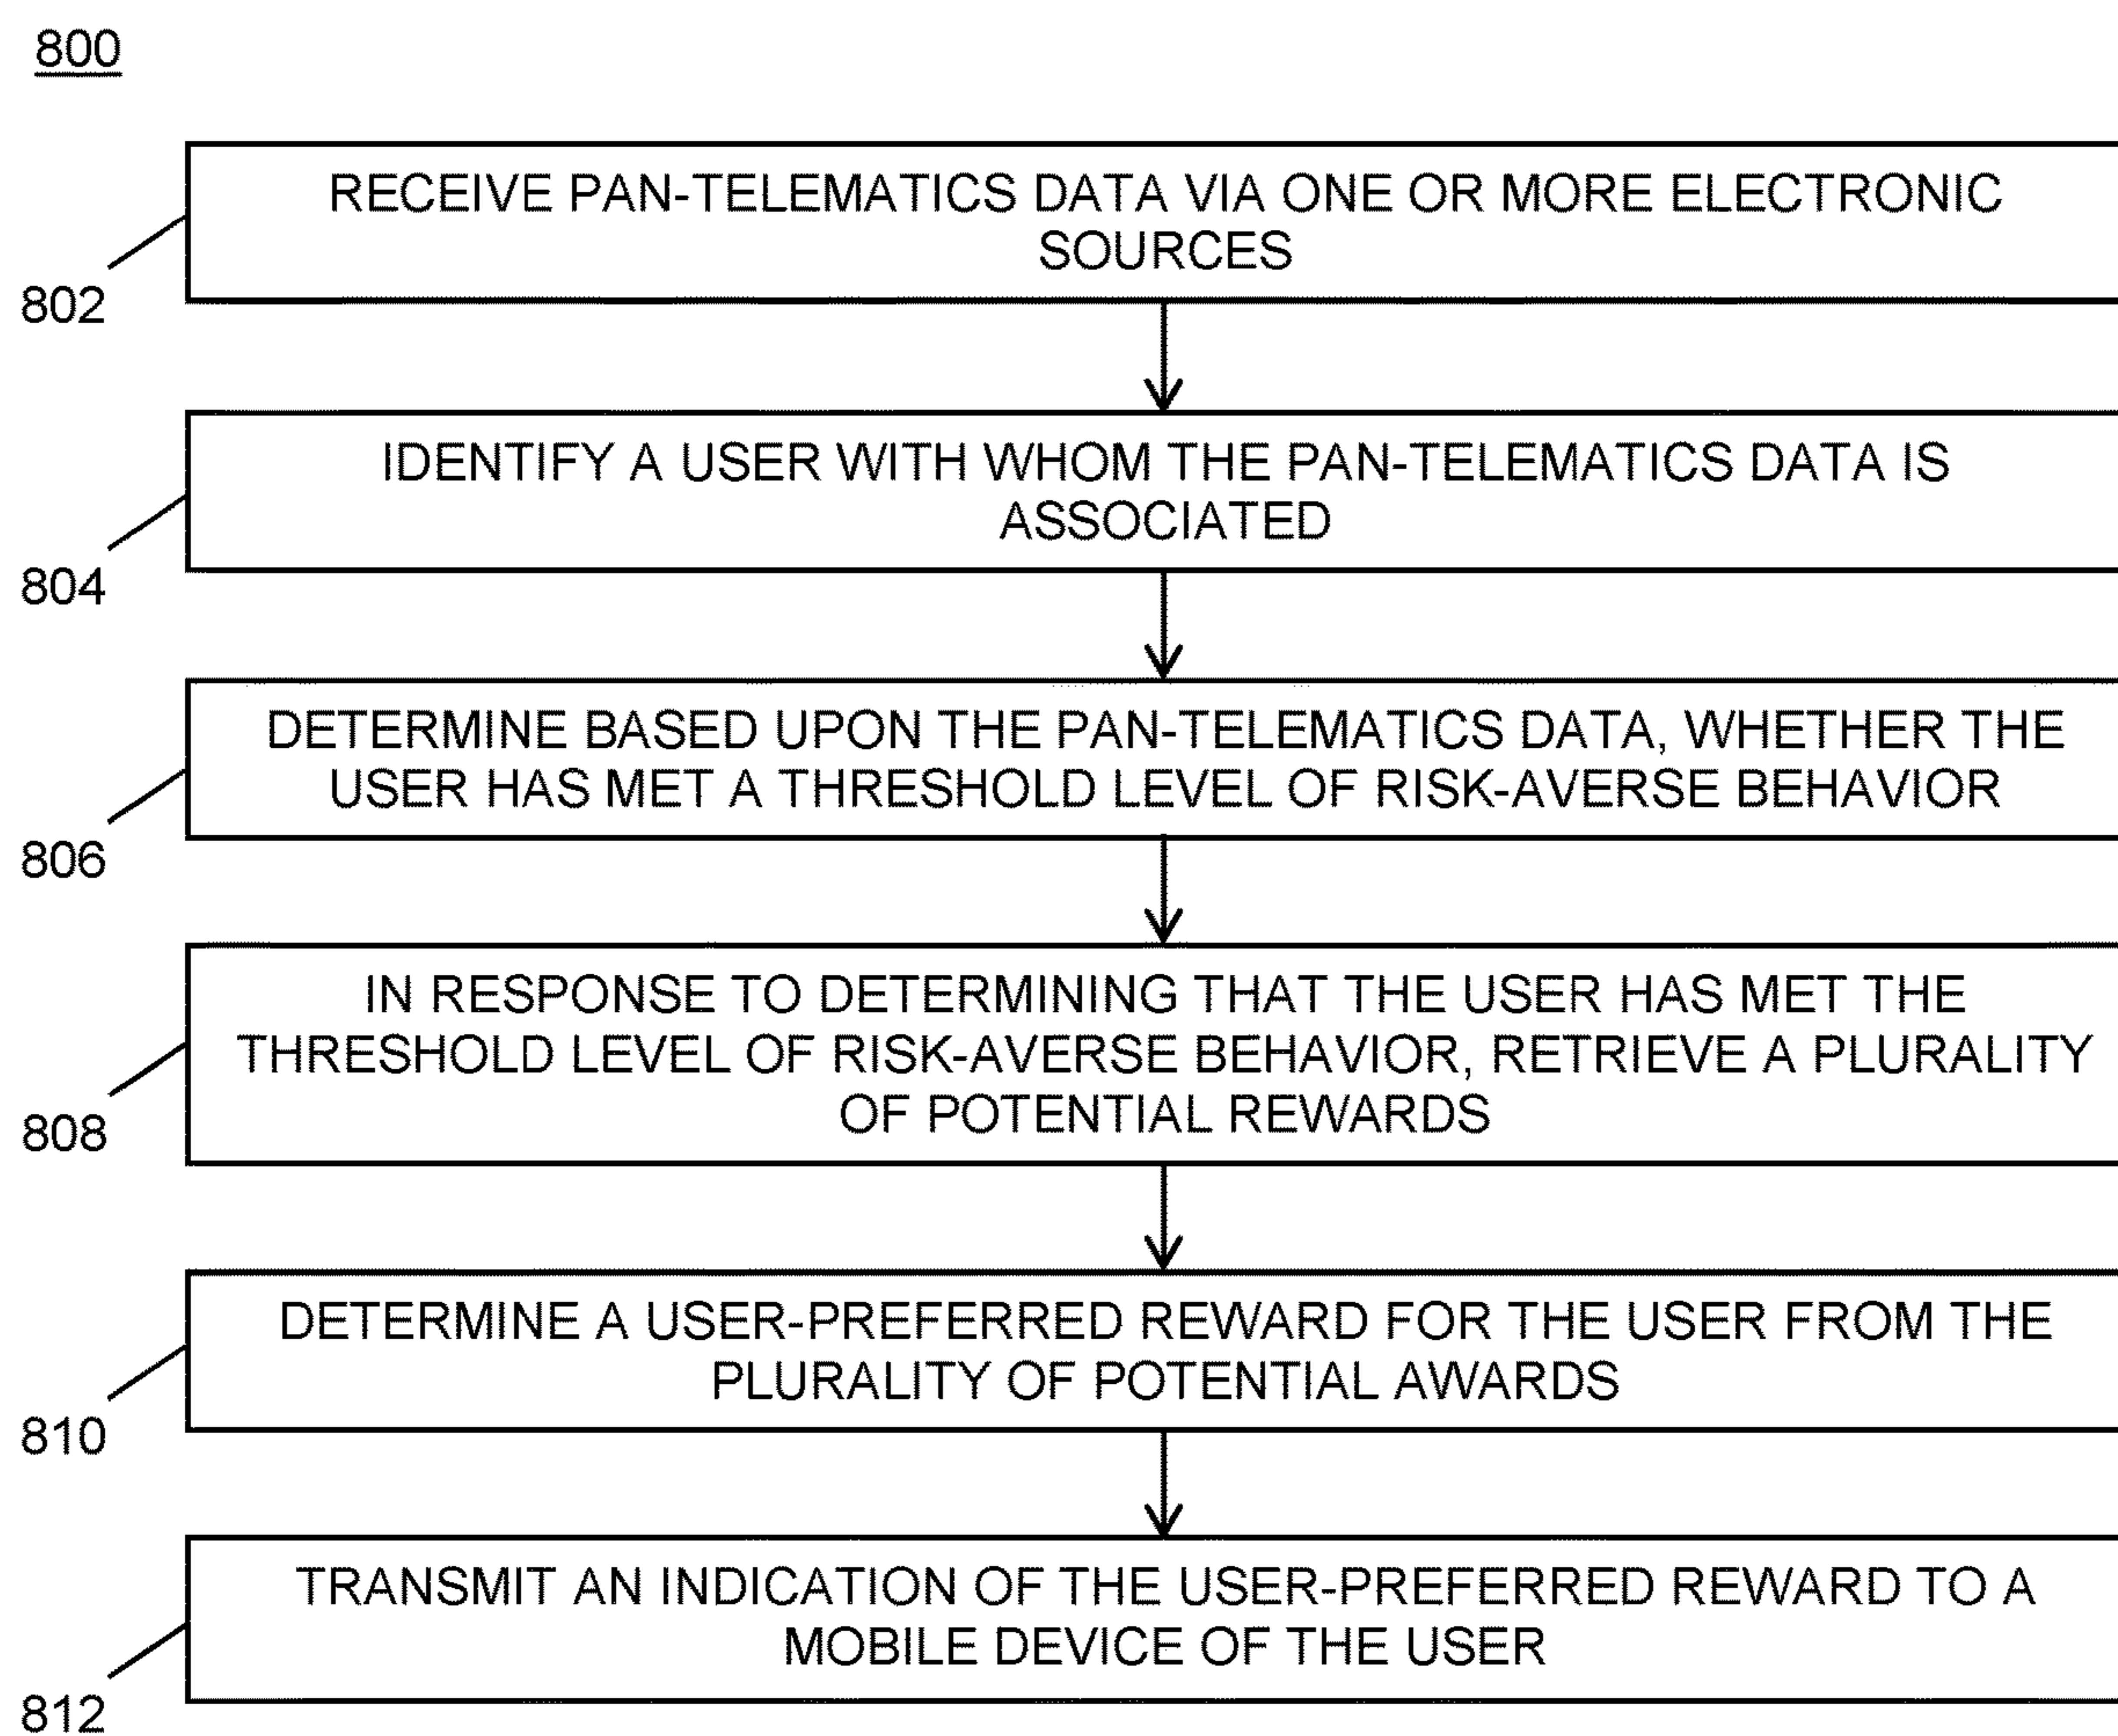 800
RECEIVE PAN-TELEMATICS DATA VIA ONE OR MORE ELECTRONIC
SOURCES
802
IDENTIFY A USER WITH WHOM THE PAN-TELEMATICS DATA IS
ASSOCIATED
804
DETERMINE BASED UPON THE PAN-TELEMATICS DATA, WHETHER THE
USER HAS MET A THRESHOLD LEVEL OF RISK-AVERSE BEHAVIOR
806
IN RESPONSE TO DETERMINING THAT THE USER HAS MET THE
THRESHOLD LEVEL OF RISK-AVERSE BEHAVIOR, RETRIEVE A PLURALITY
OF POTENTIAL REWARDS
808
DETERMINE A USER-PREFERRED REWARD FOR THE USER FROM THE
PLURALITY OF POTENTIAL AWARDS
810
TRANSMIT AN INDICATION OF THE USER-PREFERRED REWARD TO A
MOBILE DEVICE OF THE USER
812